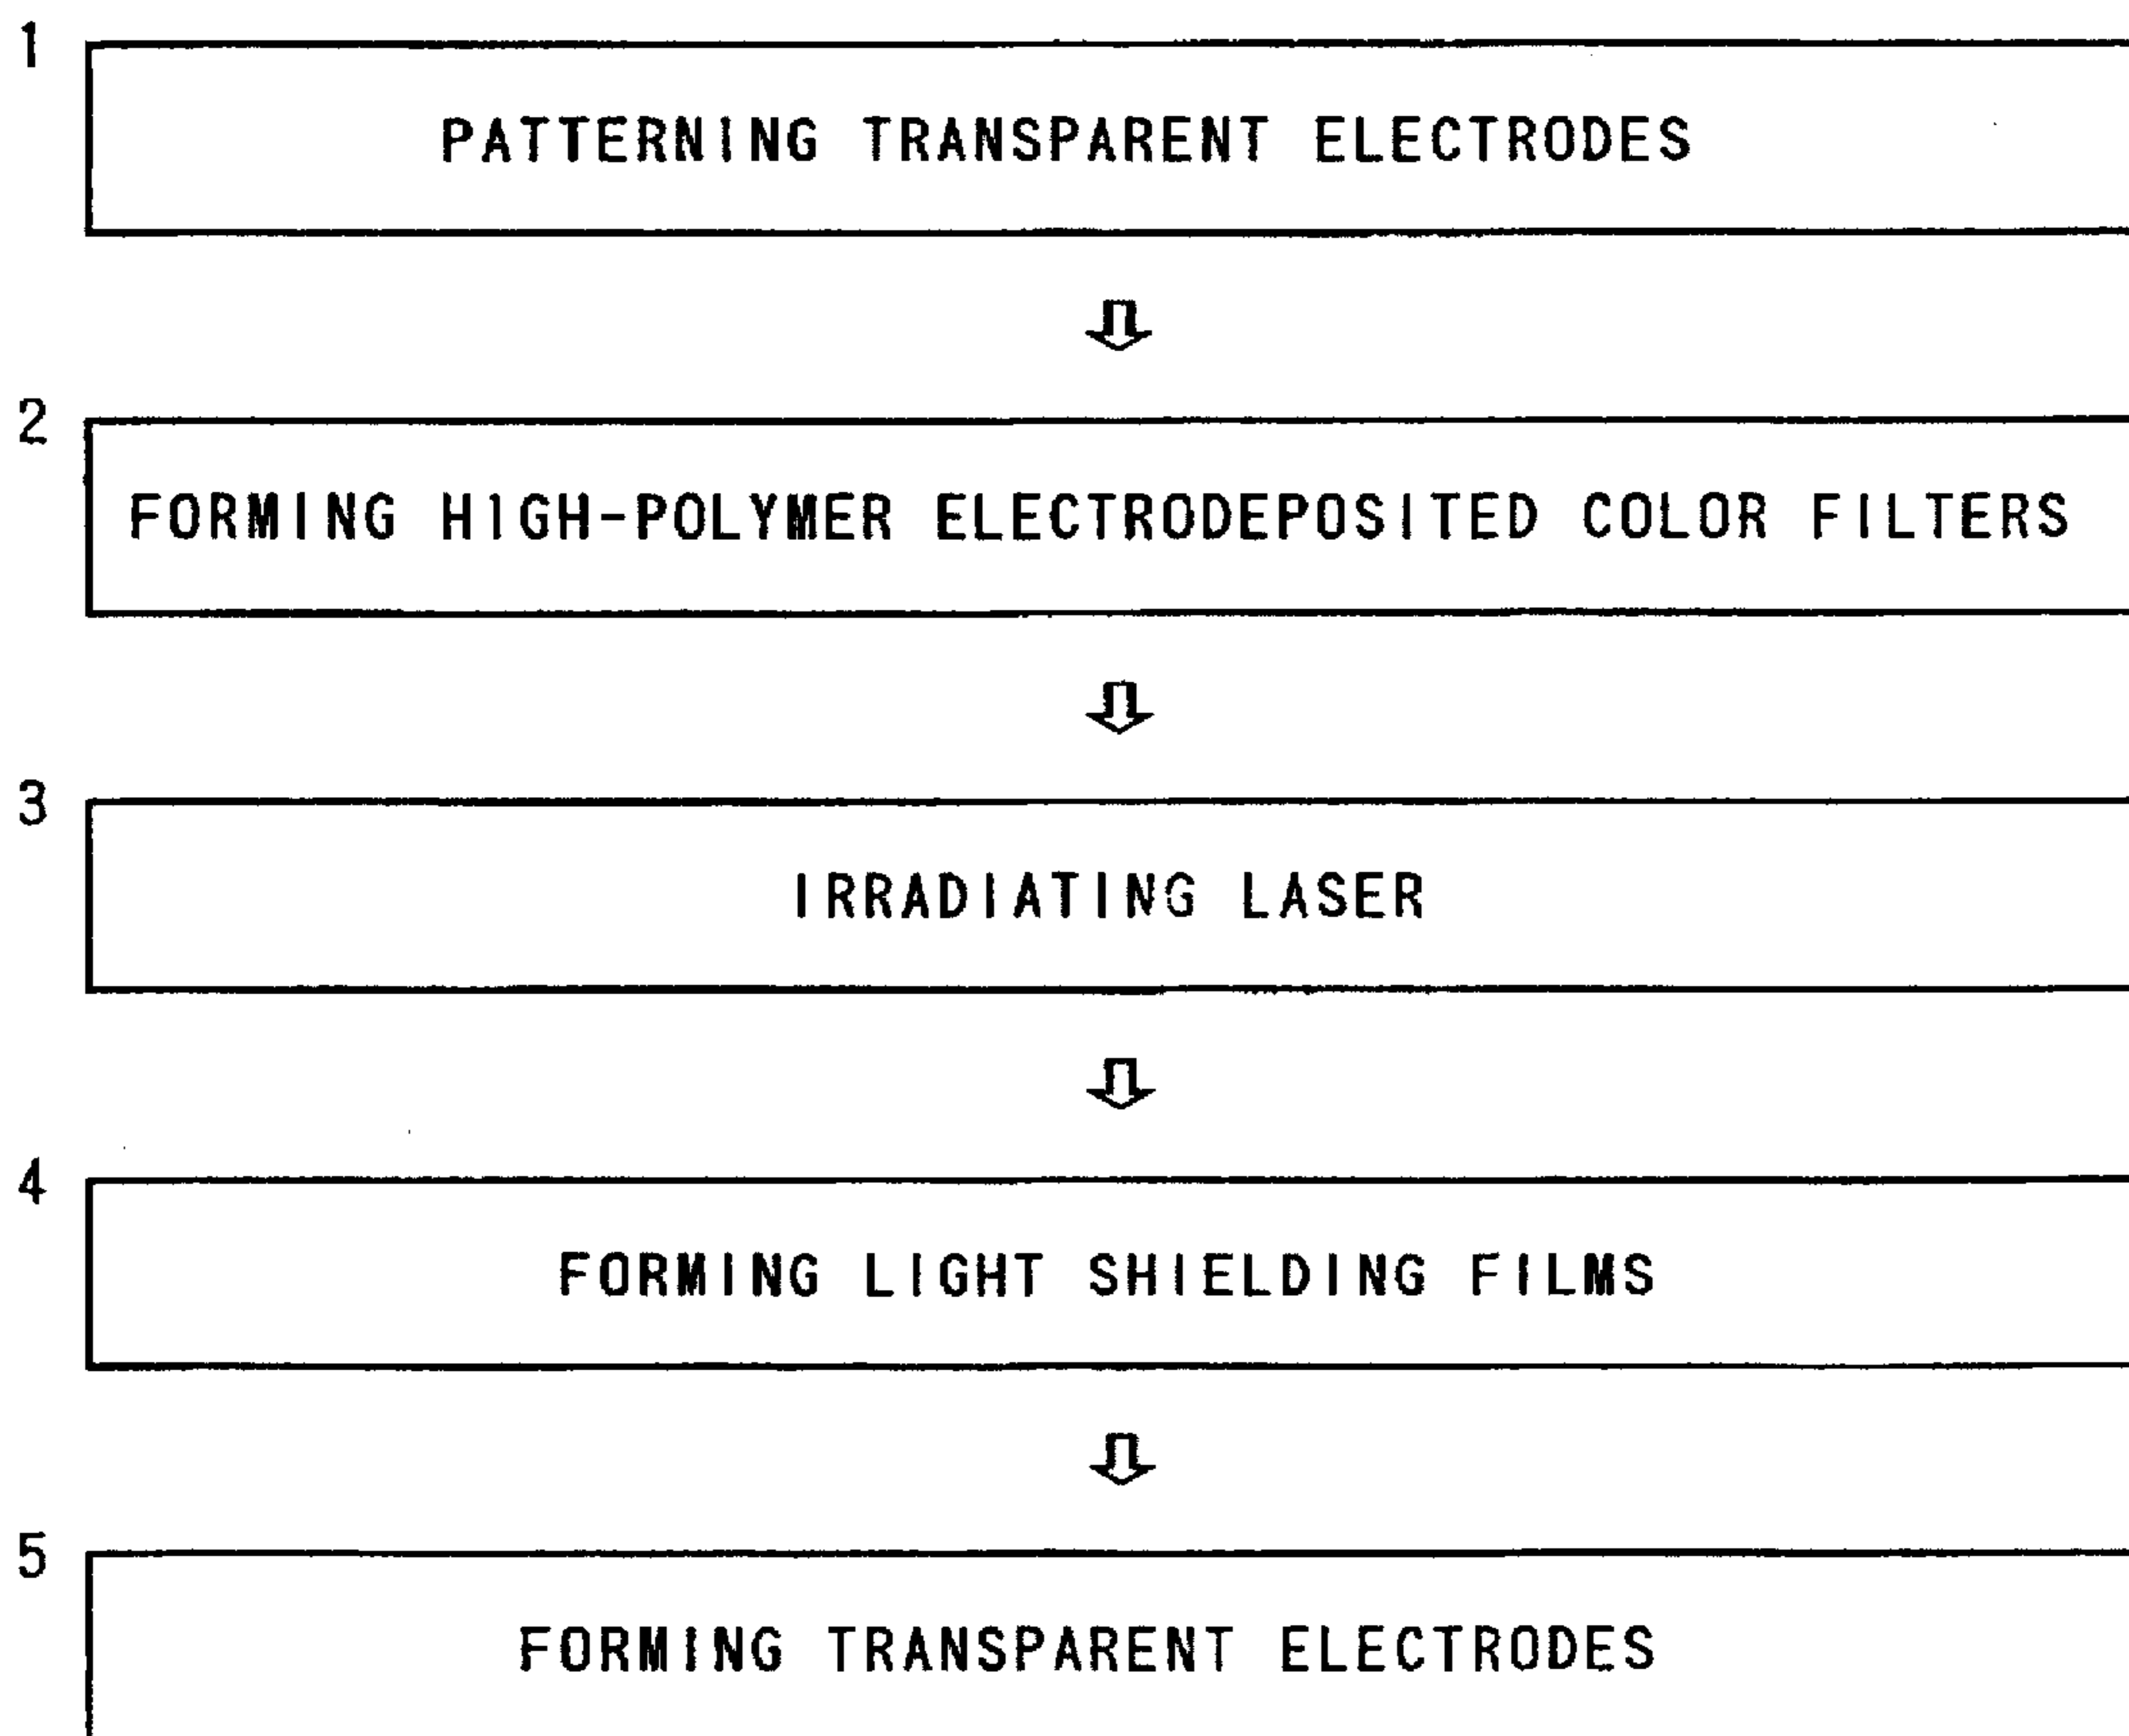 1
PATTERNING TRANSPARENT ELECTRODES
2
FORMING HIGH-POLYMER ELECTRODEPOSITED COLOR FILTERS
3
IRRADIATING LASER
4
FORMING LIGHT SHIELDING FILMS
5
FORMING TRANSPARENT ELECTRODES